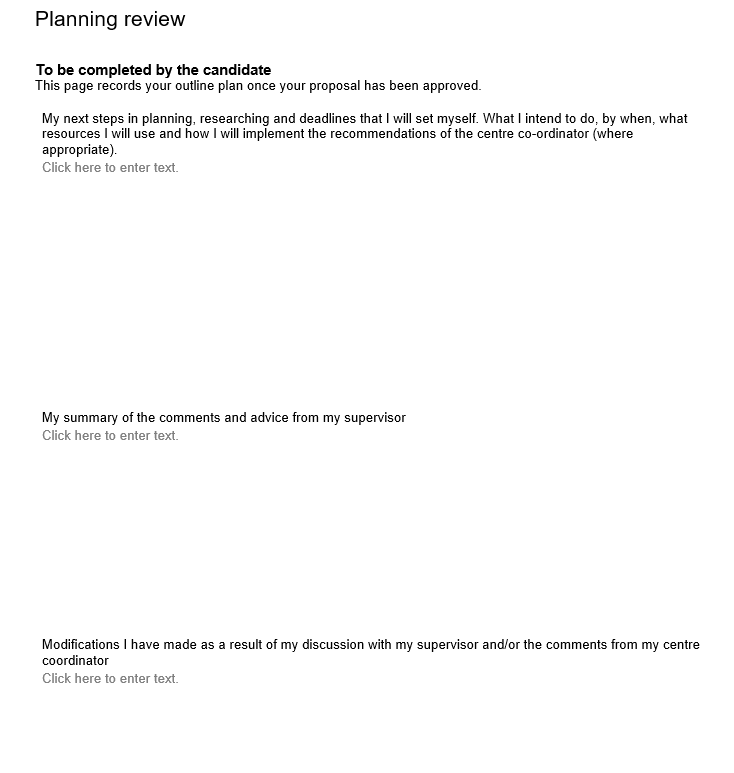 Planning review
To be completed by the candidate
This page records your outline plan once your proposal has been approved.
My next steps in planning, researching and deadlines that I will set myself. What I intend to do, by when, what
resources I will use and how I will implement the recommendations of the centre co-ordinator (where
appropriate).
Click here to enter text.
My summary of the comments and advice from my supervisor
Click here to enter text.
Modifications I have made as a result of my discussion with my supervisor and/or the comments from my centre
coordinator
Click here to enter text.